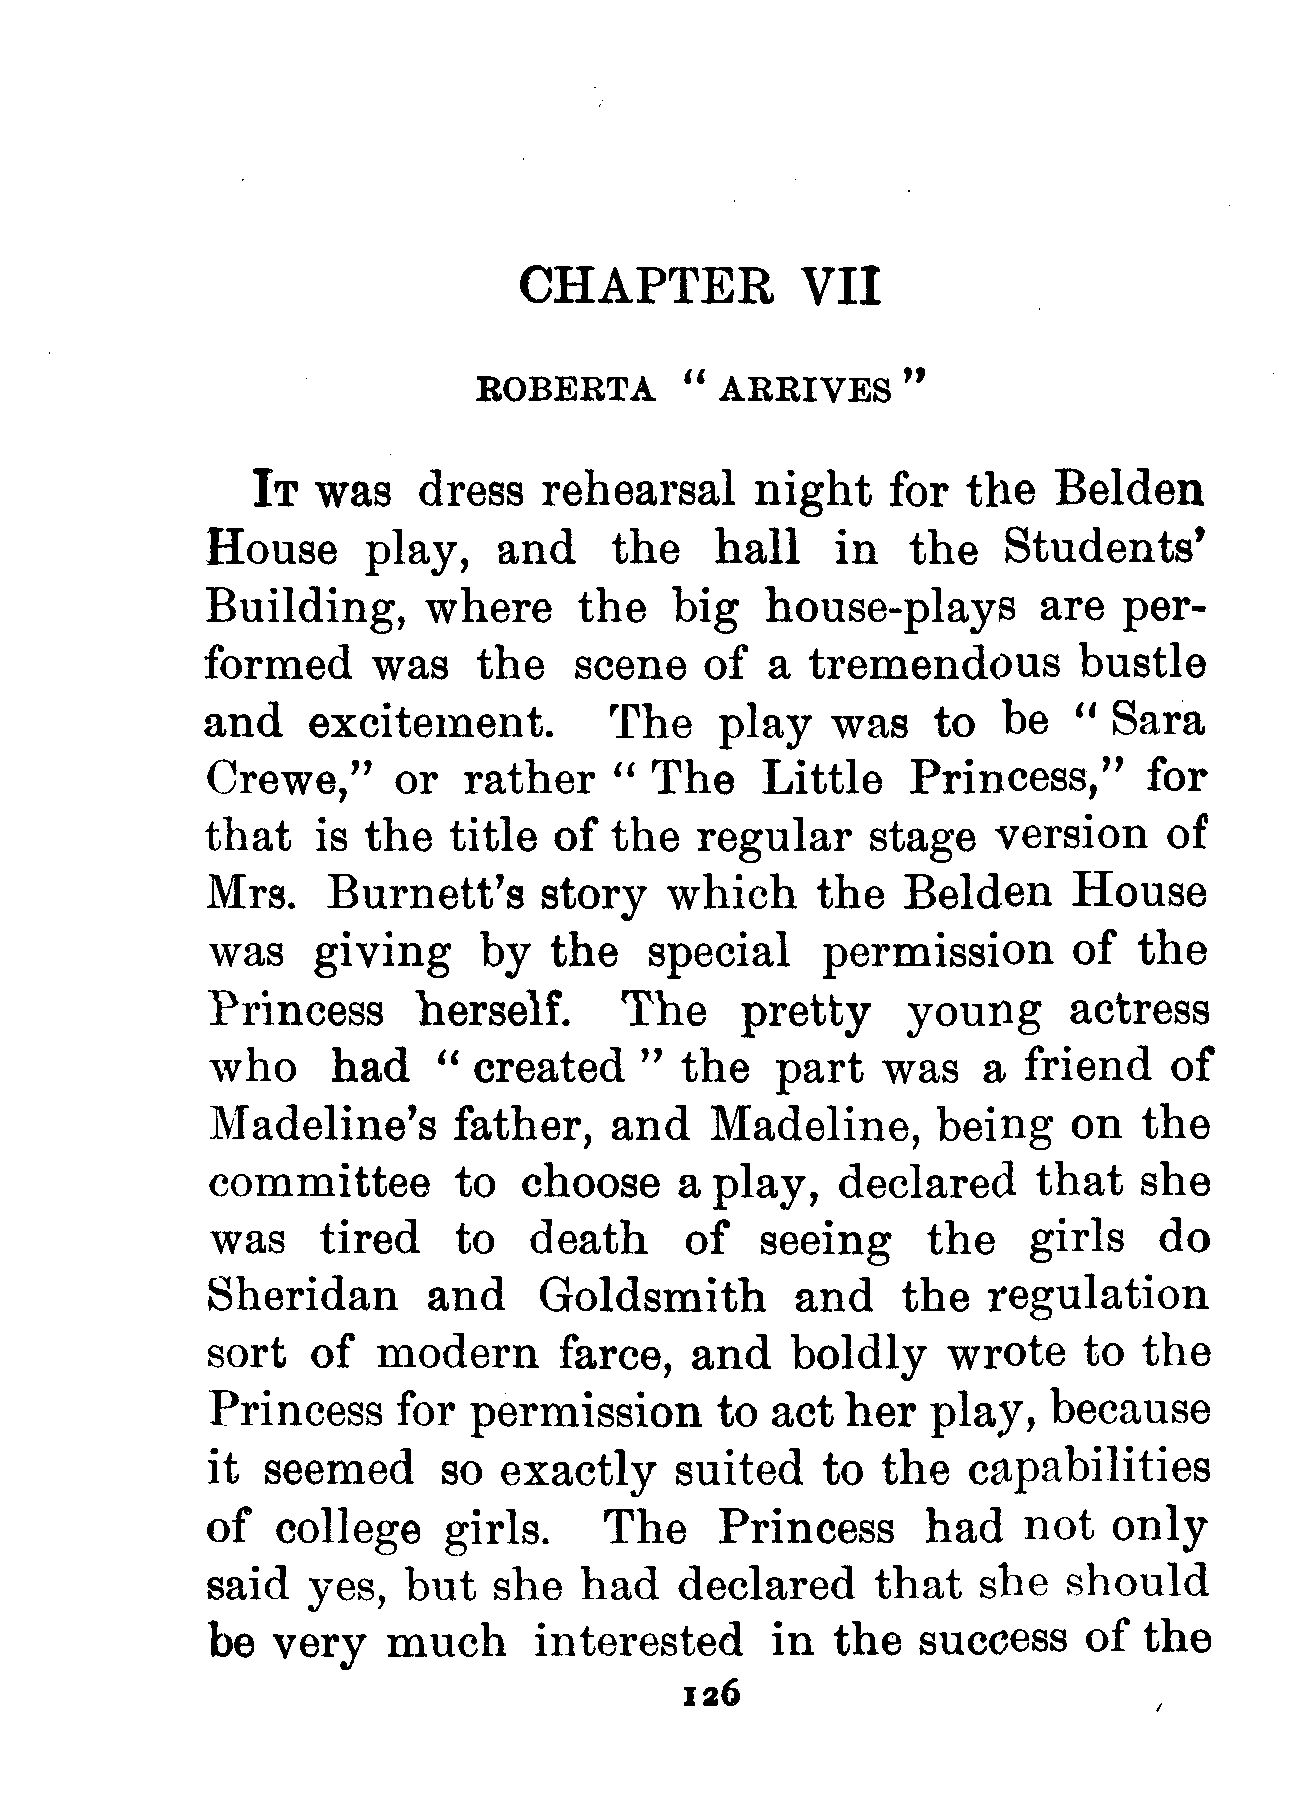 CHAPTER VII
ROBERTA “ ARRIVES ”
IT was dress rehearsal night for the Belden
House play, and the hall in the Students’
Building, where the big house-plays are per-
formed was the scene of a tremendous bustle
and excitement. The play was to be “ Sara
Crewe,” or rather “ The Little Princess,” for
that is the title of the regular stage version of
Mrs. Burnett’s story which the Belden House
was giving by the special permission of the
Princess herself. The pretty young actress
who had “ created ” the part was a friend of
Madeline’s father, and Madeline, being on the
committee to choose a play, declared that she
was tired to death of seeing the girls do
Sheridan and Goldsmith and the regulation
sort of modern farce, and boldly wrote to the
Princess for permission to act her play, because
it seemed so exactly suited to the capabilities
of college girls. The Princess had not only
said yes, but she had declared that she should
be very much interested in the success of the
126